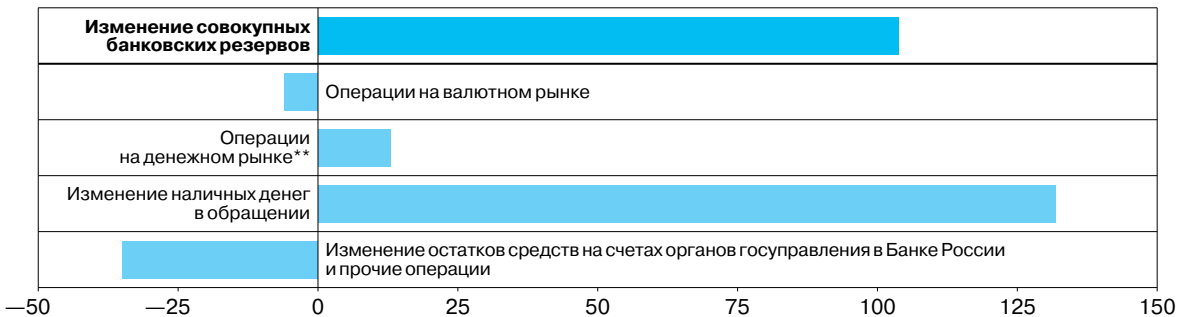 Изменение совокупных
банковских резервов
Операции на валютном рынке
Операции
на денежном рынке**
Изменение наличных денег
в обращении
Изменение остатков средств на счетах органов госуправления в Банке России
и прочие операции
—50 —25 0 25 50 75 100 125 150